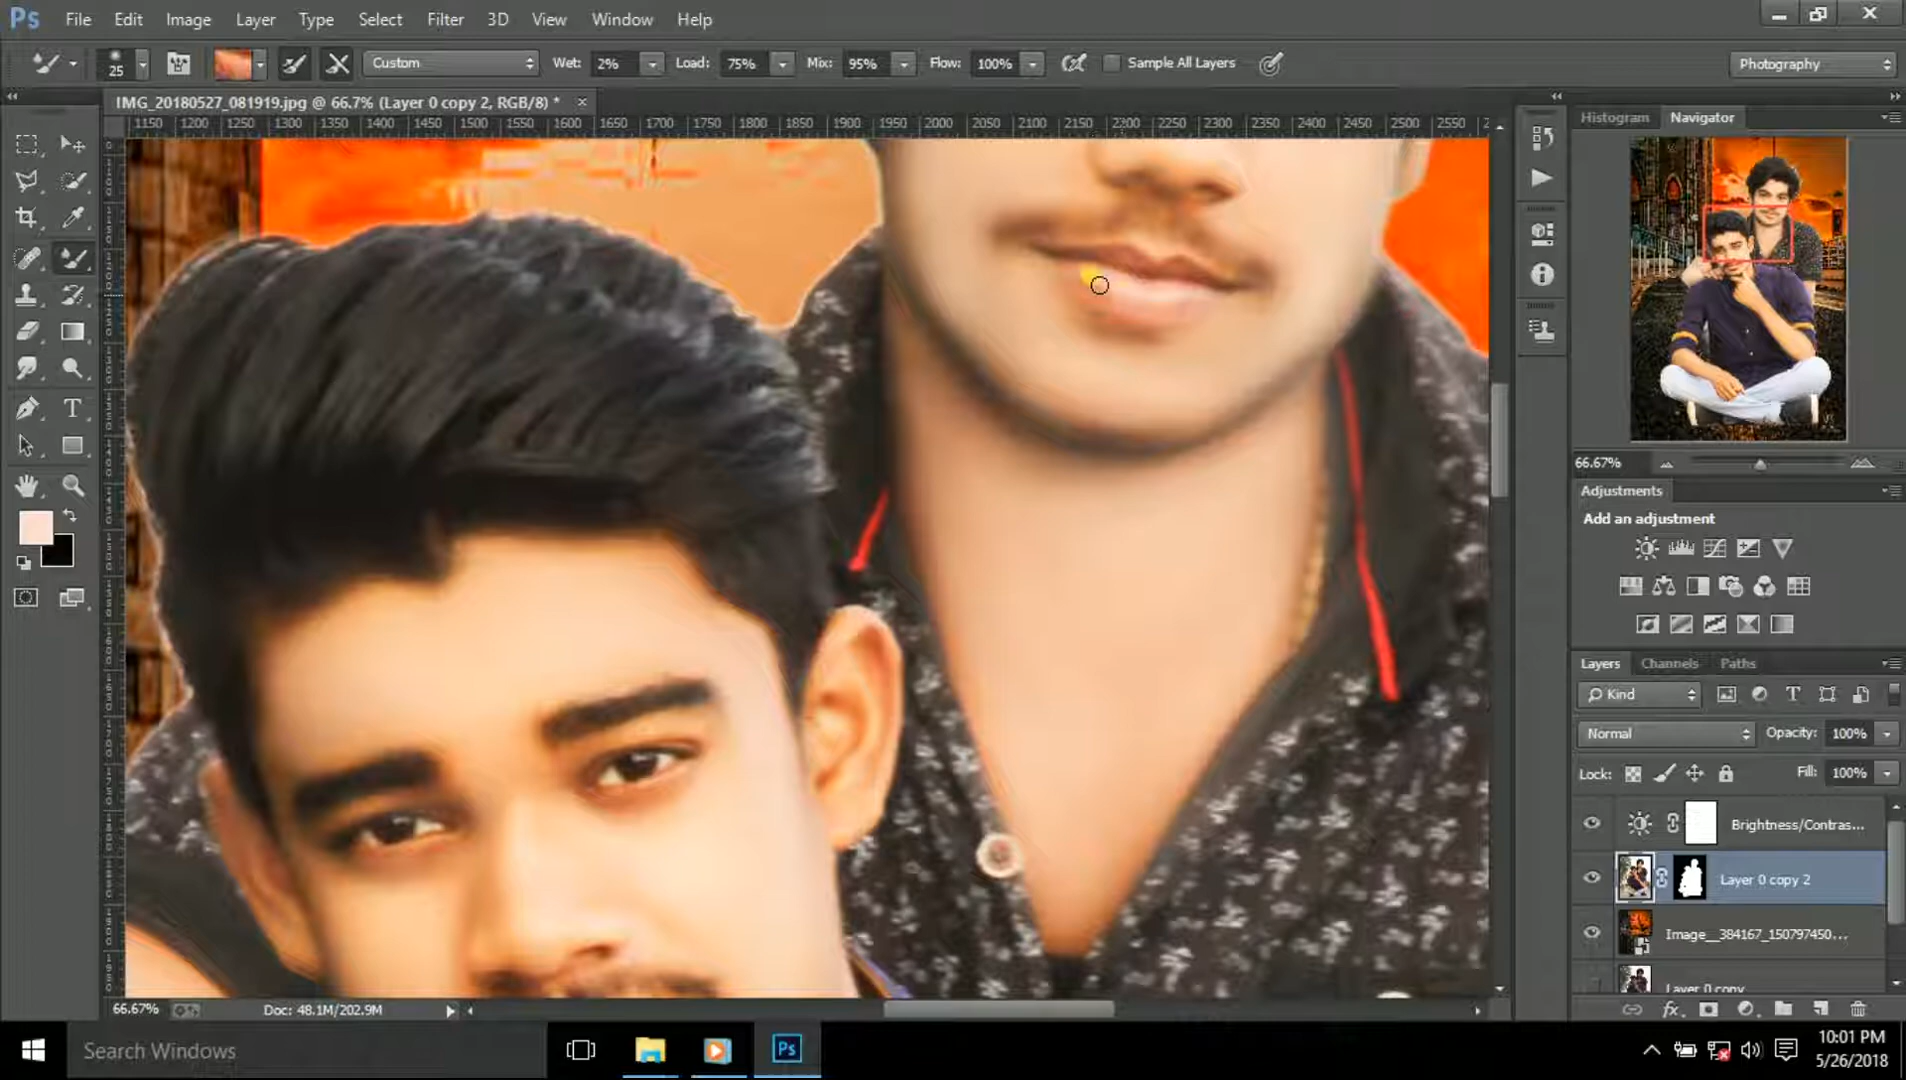 Ps File Edit Image Layer Type Select Filter 3D View Window Help
25 Custom Wet: 2% Load: 75% Mix: 95% Flow: 100% Sample All Layers Photography
IMG_20180527_081919.jpg @ 66.7% (Layer 0 copy 2, RGB/8) *
1150 1200 1250 1300 1350 1400 1450 1500 1550 1600 1650 1700 1750 1800 1850 1900 1950 2000 2050 2100 2150 2200 2250 2300 2350 2400 2450 2500 2550
Histogram Navigator
66.67%
Adjustments
Add an adjustment
Layers Channels Paths
Kind
Normal Opacity: 100%
Lock: Fill: 100%
Brightness/Contras...
Layer 0 copy 2
Image__384167_150797450...
Layer 0 copy
66.67% Doc: 48.1M/202.9M
Search Windows
Ps
10:01 PM
5/26/2018